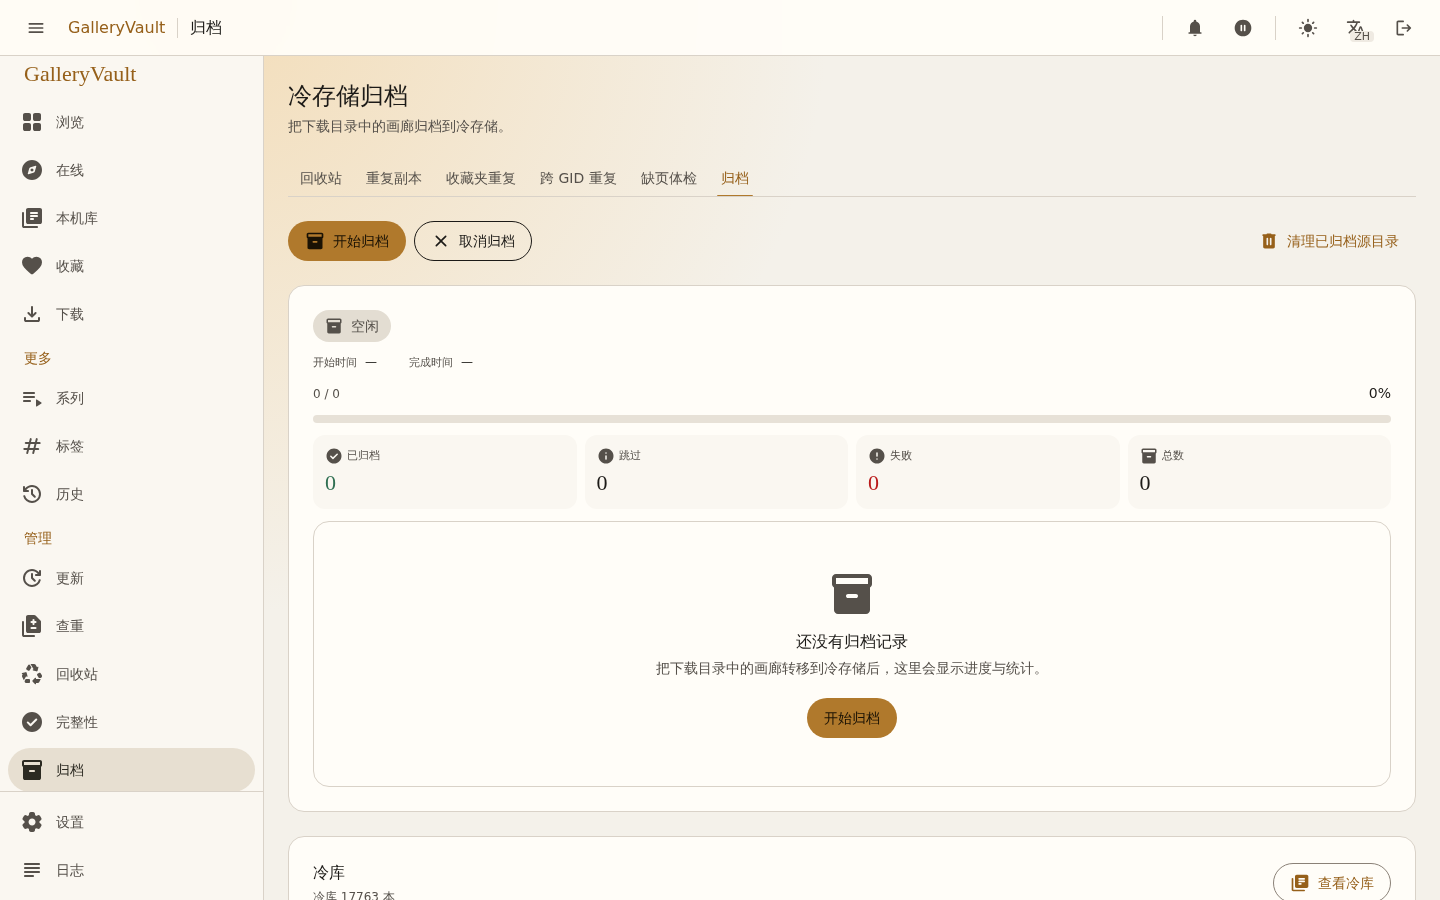 GalleryVault
归档
ZH
GalleryVault
浏览
在线
本机库
收藏
下载
更多
系列
标签
历史
管理
更新
查重
回收站
完整性
归档
设置
日志
冷存储归档
把下载目录中的画廊归档到冷存储。
回收站
重复副本
收藏夹重复
跨 GID 重复
缺页体检
归档
开始归档
取消归档
清理已归档源目录
空闲
开始时间 —
完成时间 —
0 / 0
0%
已归档
0
跳过
0
失败
0
总数
0
还没有归档记录
把下载目录中的画廊转移到冷存储后，这里会显示进度与统计。
开始归档
冷库
冷库 17763 本
查看冷库